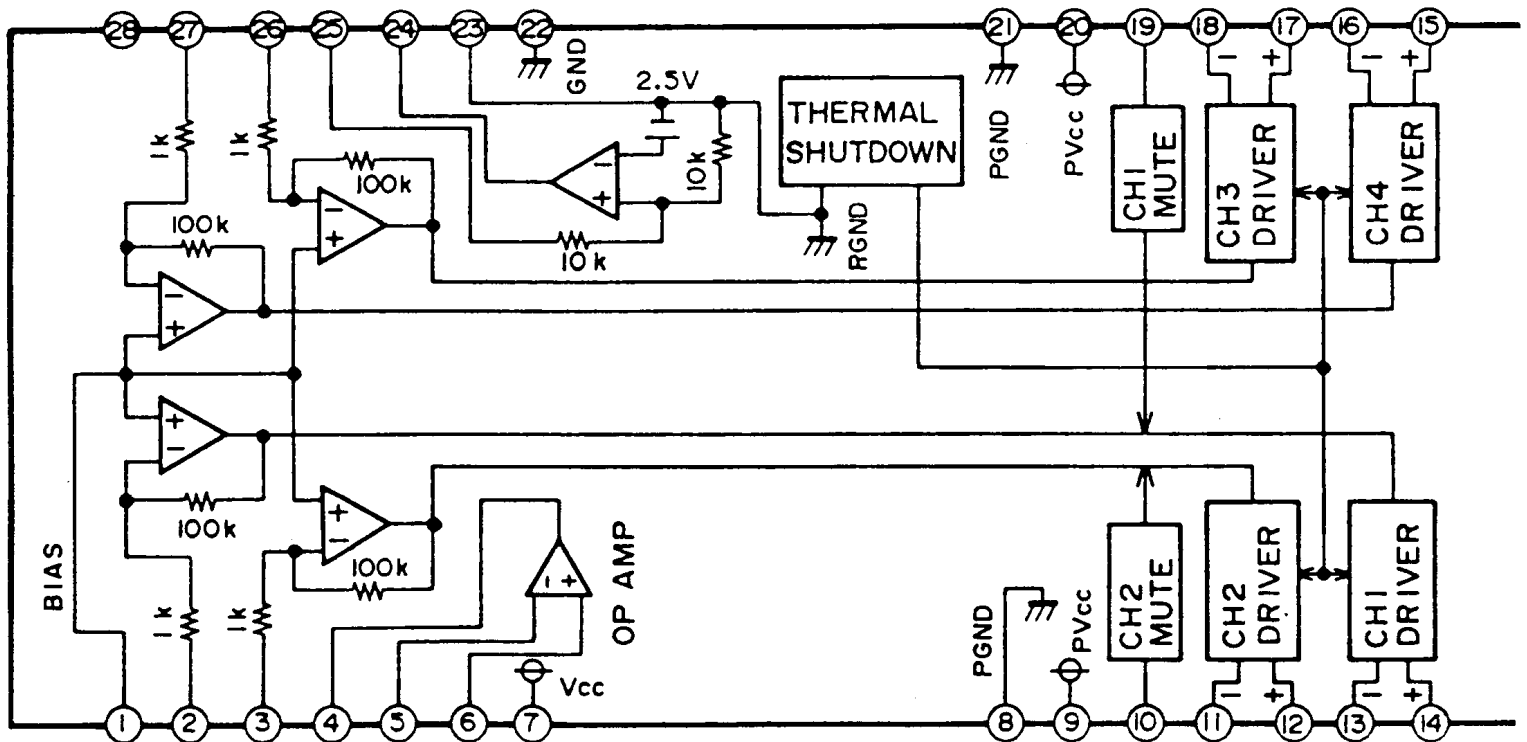 28 27 26 25 24 23 22 21 20 19 18 17 16 15
GND
2.5V
PGND
PVcc
− +
− +
1k
1k
100k
10k
THERMAL
SHUTDOWN
CH1
MUTE
CH3
DRIVER
CH4
DRIVER
−
+
−
+
100k
10k
RGND
−
+
+
−
100k
+
−
100k
BIAS
1k
1k
− +
OP AMP
Vcc
PGND
PVcc
CH2
MUTE
CH2
DRIVER
CH1
DRIVER
− +
− +
1 2 3 4 5 6 7 8 9 10 11 12 13 14